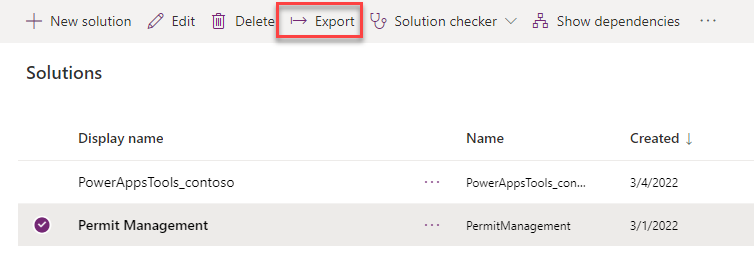 New solution Edit Delete Export Solution checker Show dependencies ...
Solutions
Display name Name Created ↓
PowerAppsTools_contoso ... PowerAppsTools_con... 3/4/2022
Permit Management ... PermitManagement 3/1/2022